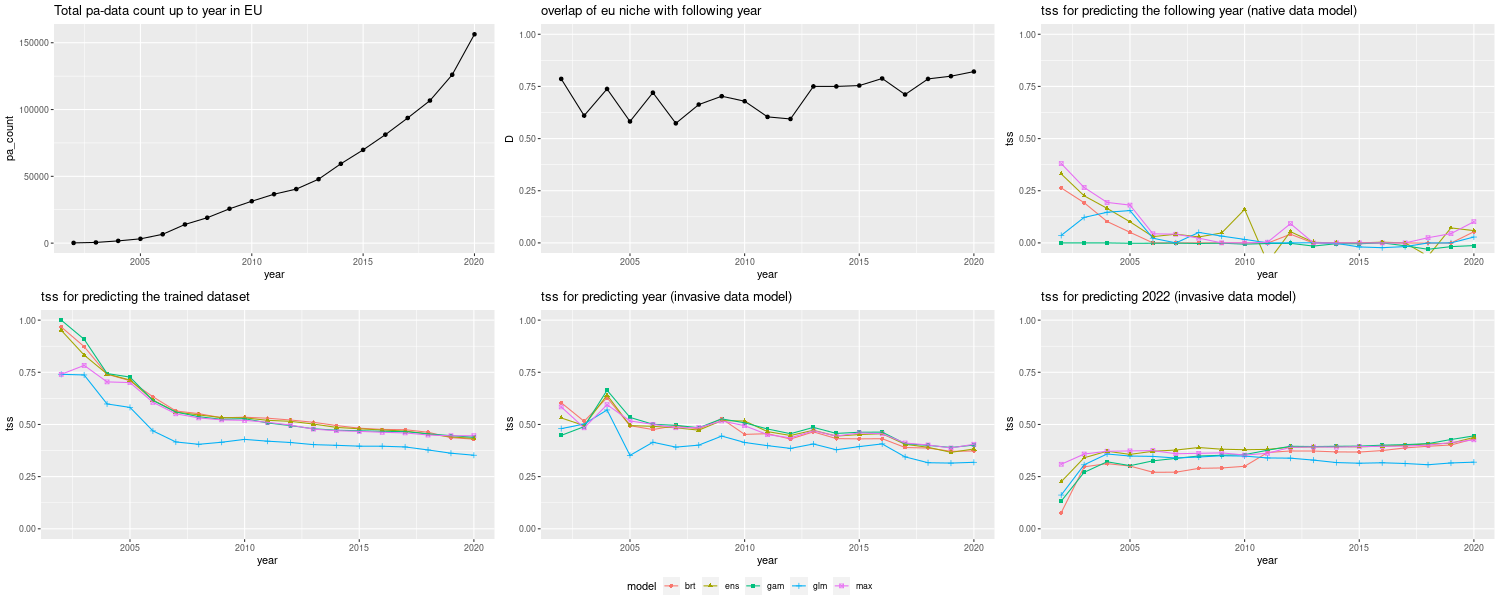 Total pa-data count up to year in EU
overlap of eu niche with following year
tss for predicting the following year (native data model)
pa_count
150000
100000
50000
0
2005
2010
2015
2020
year
D
1.00
0.75
0.50
0.25
0.00
2005
2010
2015
2020
year
tss
1.00
0.75
0.50
0.25
0.00
2005
2010
2015
2020
year
tss for predicting the trained dataset
tss for predicting year (invasive data model)
tss for predicting 2022 (invasive data model)
tss
1.00
0.75
0.50
0.25
0.00
2005
2010
2015
2020
year
tss
1.00
0.75
0.50
0.25
0.00
2005
2010
2015
2020
year
tss
1.00
0.75
0.50
0.25
0.00
2005
2010
2015
2020
year
model brt ens gam glm max